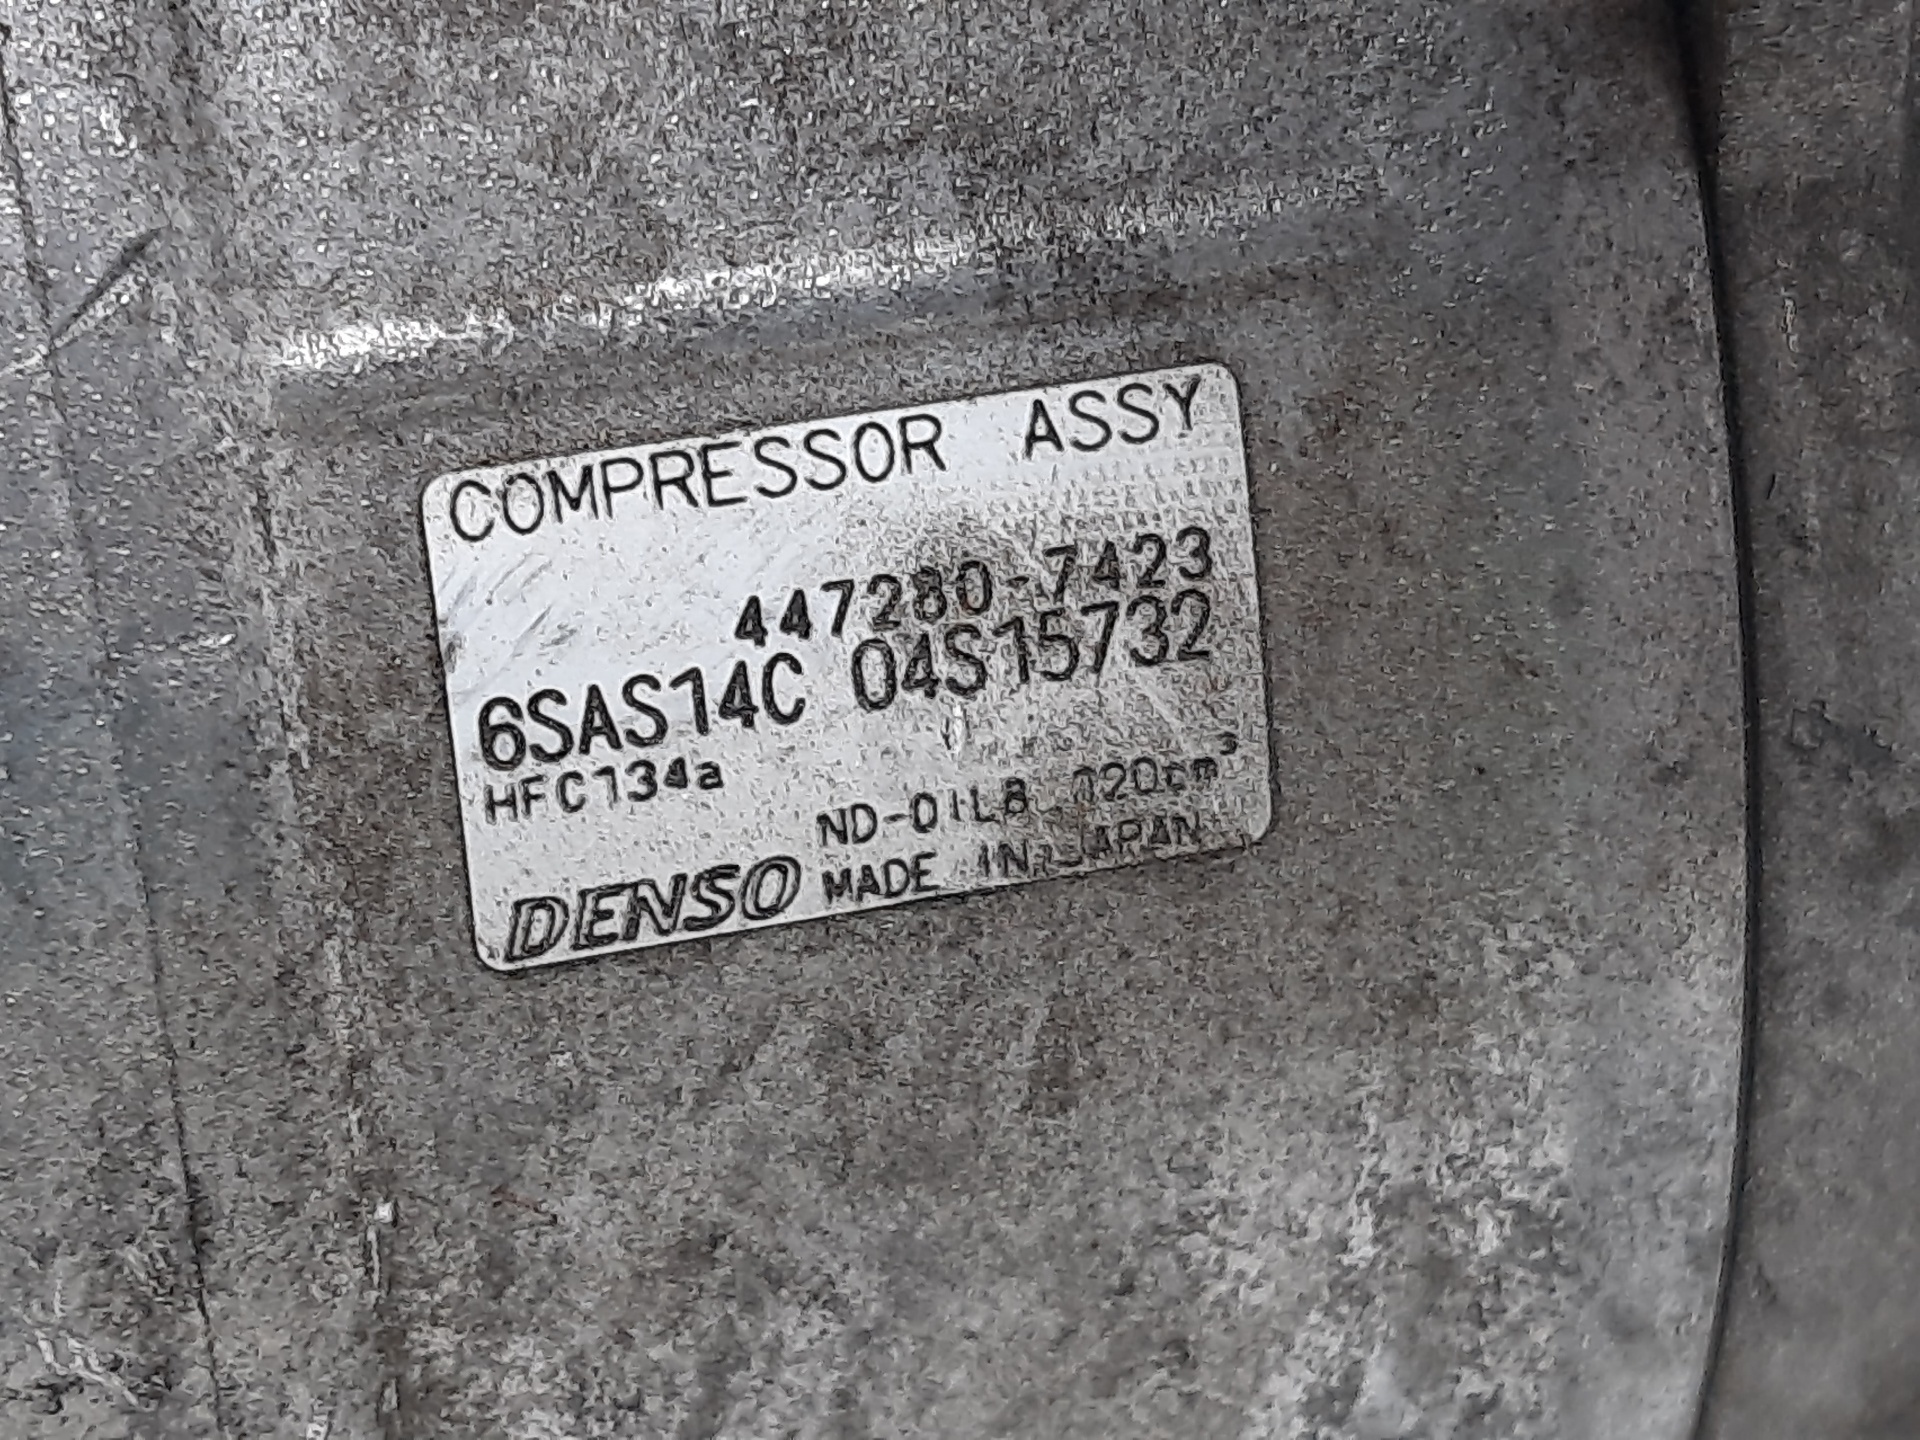 COMPRESSOR ASSY
447280-7423
6SAS14C 04S15732
HFC134a
ND-OIL8 120cm³
DENSO MADE IN JAPAN